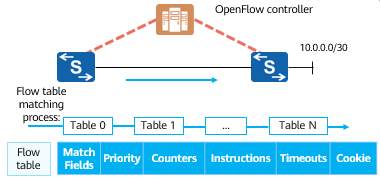 OpenFlow controller
10.0.0.0/30
S
S
Flow table
matching
process:
Table 0
Table 1
...
Table N
Flow
table
Match
Fields
Priority
Counters
Instructions
Timeouts
Cookie